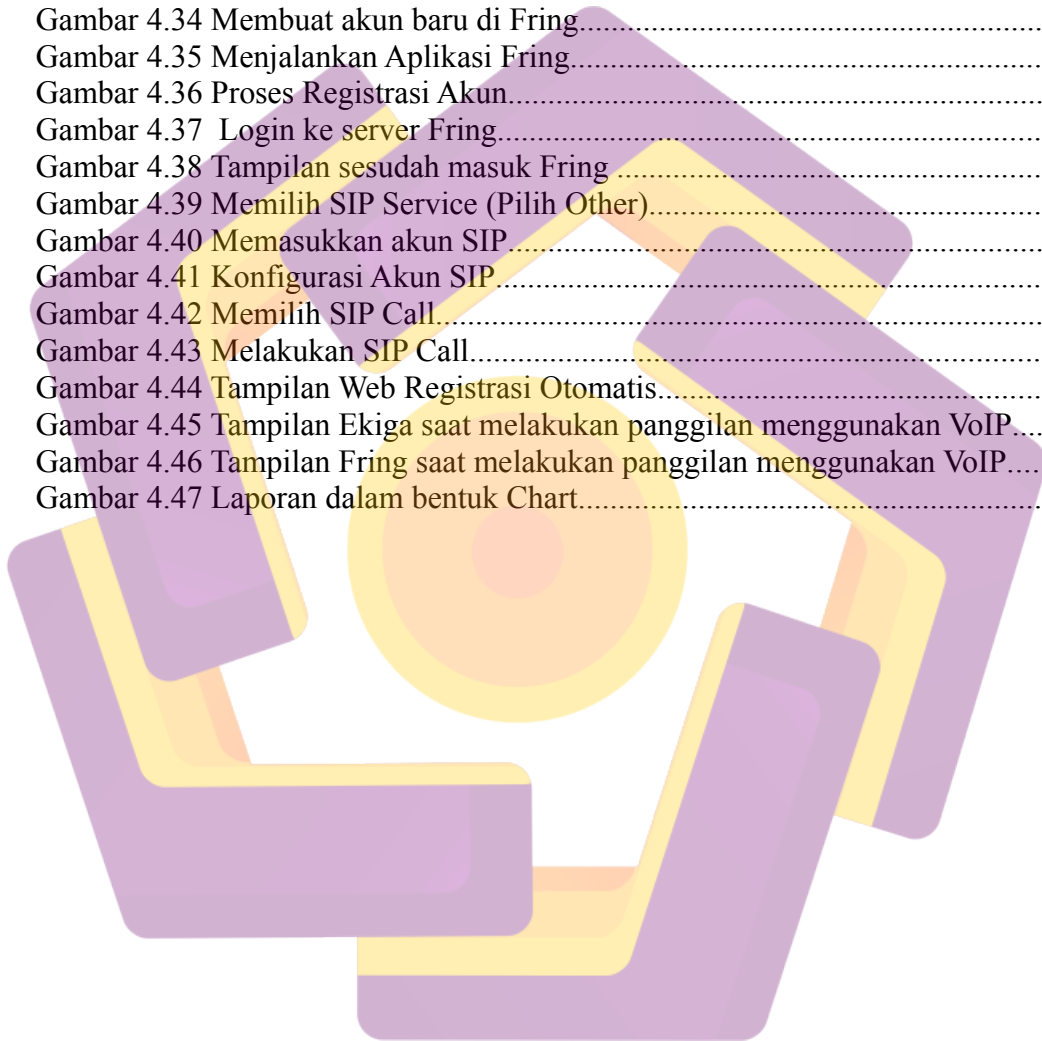 Gambar 4.34 Membuat akun baru di Fring..........................................................
Gambar 4.35 Menjalankan Aplikasi Fring...........................................................
Gambar 4.36 Proses Registrasi Akun...................................................................
Gambar 4.37  Login ke server Fring.....................................................................
Gambar 4.38 Tampilan sesudah masuk Fring .....................................................
Gambar 4.39 Memilih SIP Service (Pilih Other)..................................................
Gambar 4.40 Memasukkan akun SIP...................................................................
Gambar 4.41 Konfigurasi Akun SIP.....................................................................
Gambar 4.42 Memilih SIP Call............................................................................
Gambar 4.43 Melakukan SIP Call........................................................................
Gambar 4.44 Tampilan Web Registrasi Otomatis.................................................
Gambar 4.45 Tampilan Ekiga saat melakukan panggilan menggunakan VoIP....
Gambar 4.46 Tampilan Fring saat melakukan panggilan menggunakan VoIP.....
Gambar 4.47 Laporan dalam bentuk Chart..........................................................